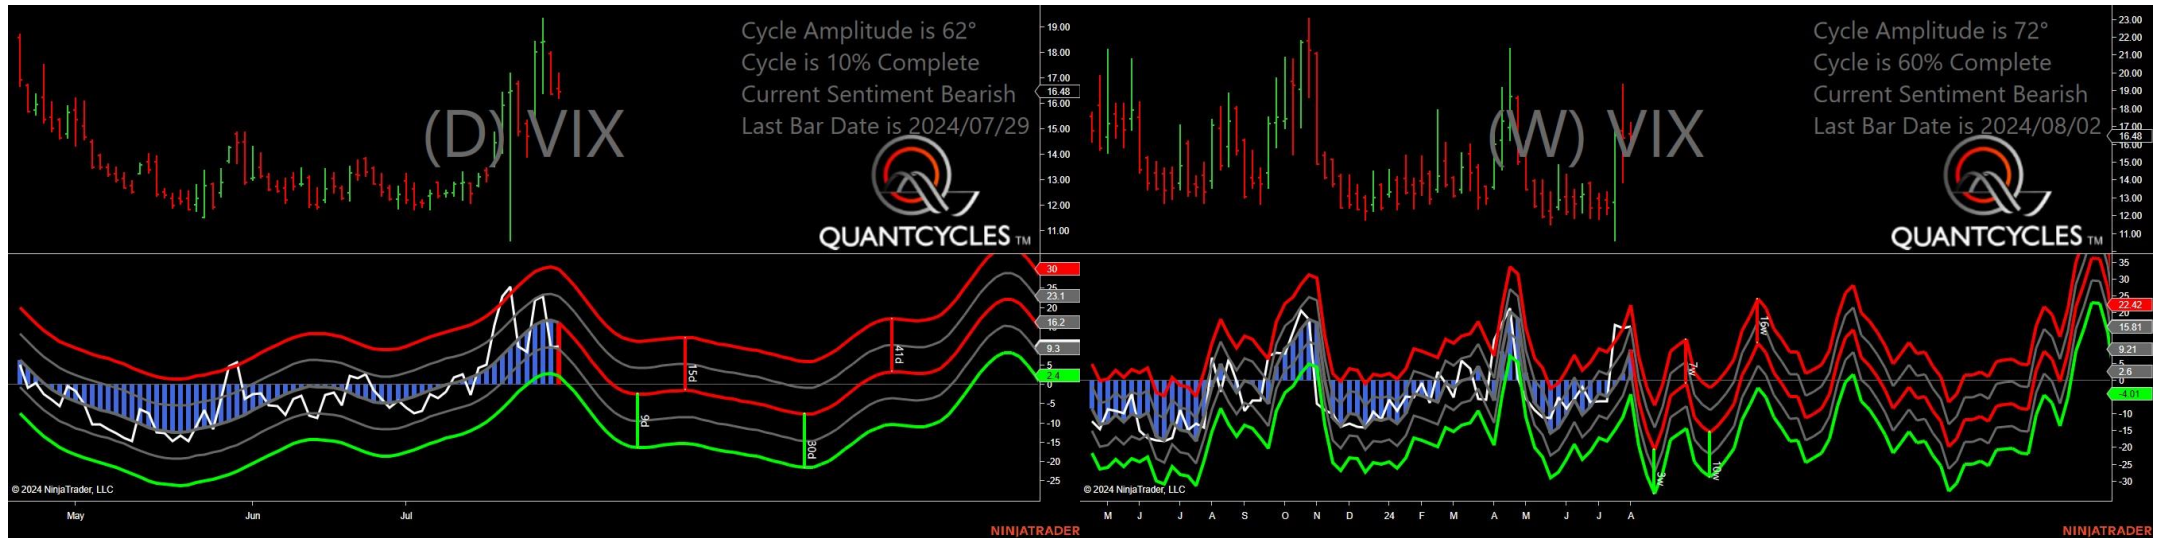 Cycle Amplitude is 62°
Cycle is 10% Complete
Current Sentiment Bearish
Last Bar Date is 2024/07/29
(D) VIX
QUANTCYCLES TM
19.00
18.00
17.00
16.48
16.00
15.00
14.00
13.00
12.00
11.00
30
25
23.1
20
16.2
9.3
5
2.4
0
-5
-10
-15
-20
-25
9d
15d
30d
41d
© 2024 NinjaTrader, LLC
May Jun Jul
NINJATRADER
Cycle Amplitude is 72°
Cycle is 60% Complete
Current Sentiment Bearish
Last Bar Date is 2024/08/02
(W) VIX
QUANTCYCLES TM
23.00
22.00
21.00
20.00
19.00
18.00
17.00
16.48
16.00
15.00
14.00
13.00
12.00
11.00
35
30
25
22.42
20
15.81
9.21
5
2.6
0
-4.01
-10
-15
-20
-25
-30
3w
7w
10w
16w
© 2024 NinjaTrader, LLC
M J J A S O N D 24 F M A M J J A
NINJATRADER